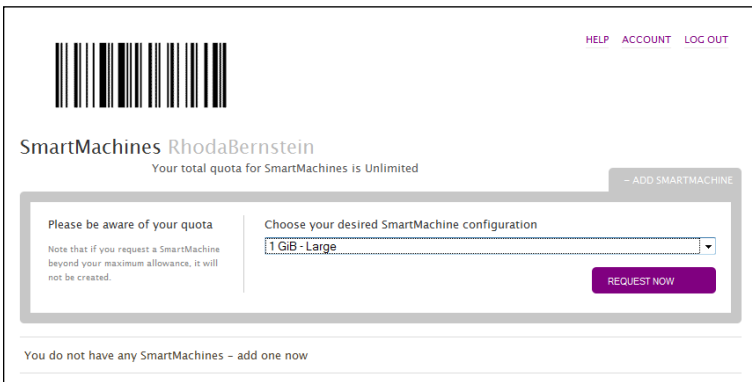 HELP ACCOUNT LOG OUT
SmartMachines RhodaBernstein
Your total quota for SmartMachines is Unlimited
– ADD SMARTMACHINE
Please be aware of your quota
Note that if you request a SmartMachine
beyond your maximum allowance, it will
not be created.
Choose your desired SmartMachine configuration
1 GiB - Large
REQUEST NOW
You do not have any SmartMachines – add one now